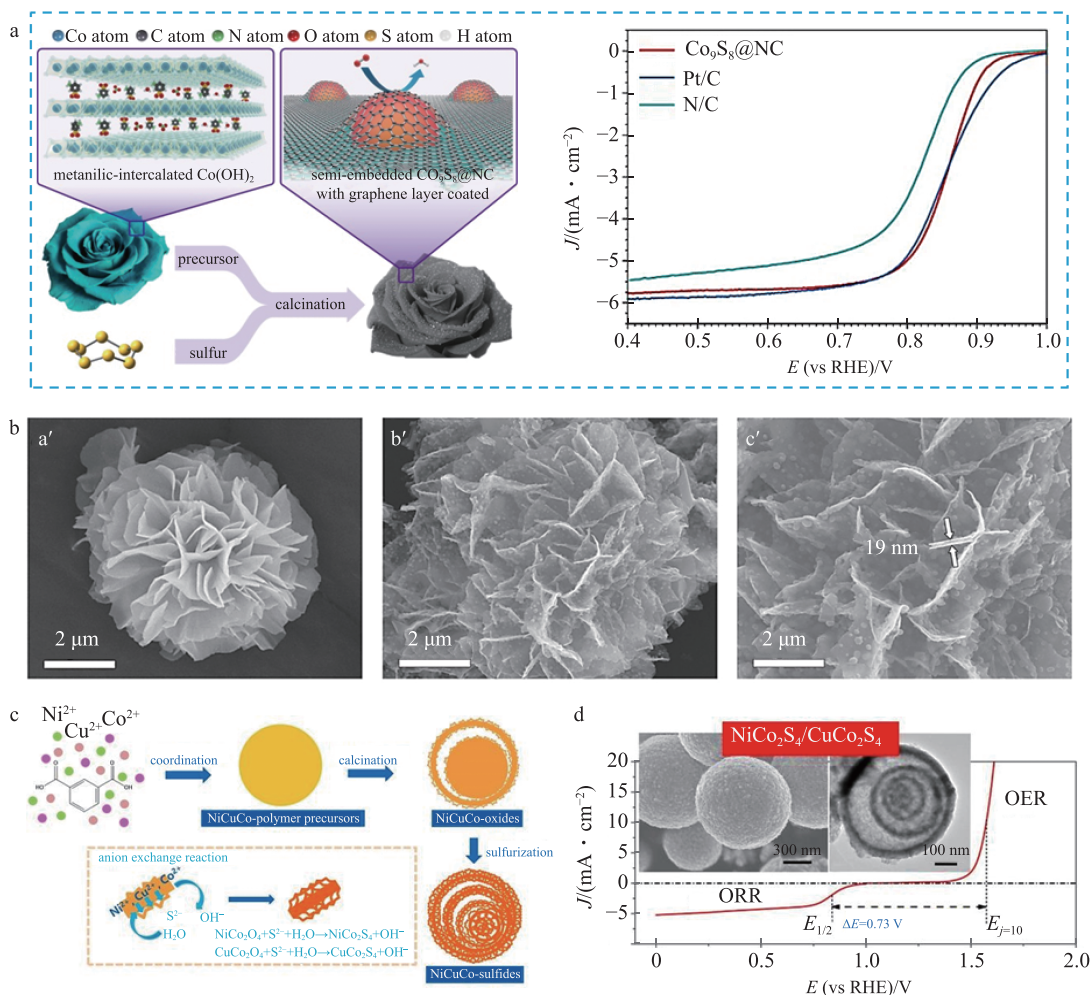 a
Co atom C atom N atom O atom S atom H atom
metanilic-intercalated Co(OH)₂
semi-embedded CO₉S₈@NC
with graphene layer coated
precursor
calcination
sulfur
Co₉S₈@NC
Pt/C
N/C
0
−1
−2
−3
−4
−5
−6
J/(mA · cm⁻²)
0.4 0.5 0.6 0.7 0.8 0.9 1.0
E (vs RHE)/V
b
a′
2 μm
b′
2 μm
c′
19 nm
2 μm
c
Ni²⁺
Cu²⁺Co²⁺
O O
HO OH
coordination
calcination
NiCuCo-polymer precursors
NiCuCo-oxides
sulfurization
anion exchange reaction
Ni²⁺ Cu²⁺ Co²⁺
S²⁻
OH⁻
H₂O
NiCo₂O₄+S²⁻+H₂O→NiCo₂S₄+OH⁻
CuCo₂O₄+S²⁻+H₂O→CuCo₂S₄+OH⁻
NiCuCo-sulfides
d
NiCo₂S₄/CuCo₂S₄
20
15
10
5
0
−5
J/(mA · cm⁻²)
300 nm
100 nm
OER
ORR
E₁/₂
ΔE=0.73 V
Eⱼ₌₁₀
0 0.5 1.0 1.5 2.0
E (vs RHE)/V